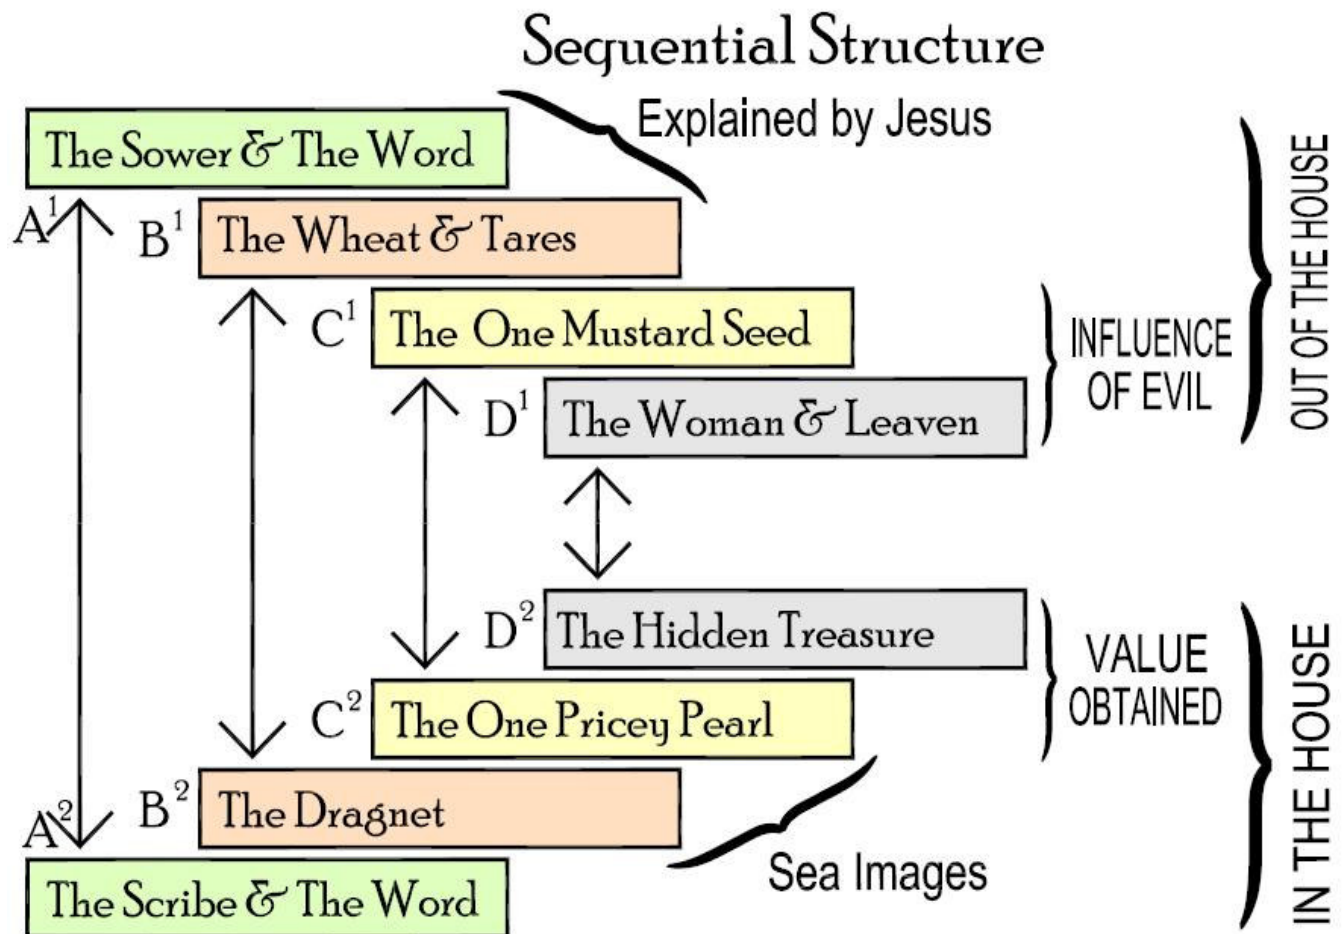 Sequential Structure
Explained by Jesus
The Sower & The Word
A¹
B¹ The Wheat & Tares
C¹ The One Mustard Seed
D¹ The Woman & Leaven
INFLUENCE
OF EVIL
OUT OF THE HOUSE
D² The Hidden Treasure
C² The One Pricey Pearl
VALUE
OBTAINED
B² The Dragnet
A²
The Scribe & The Word
Sea Images
IN THE HOUSE